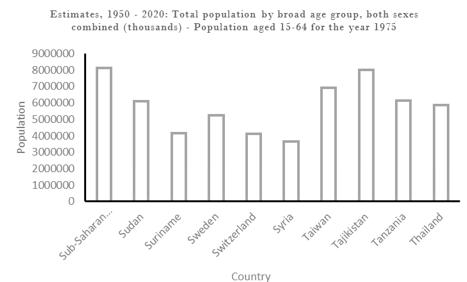 Estimates, 1950 - 2020: Total population by broad age group, both sexes
combined (thousands) - Population aged 15-64 for the year 1975
Population
9000000
8000000
7000000
6000000
5000000
4000000
3000000
2000000
1000000
0
Sub-Saharan...
Sudan
Suriname
Sweden
Switzerland
Syria
Taiwan
Tajikistan
Tanzania
Thailand
Country